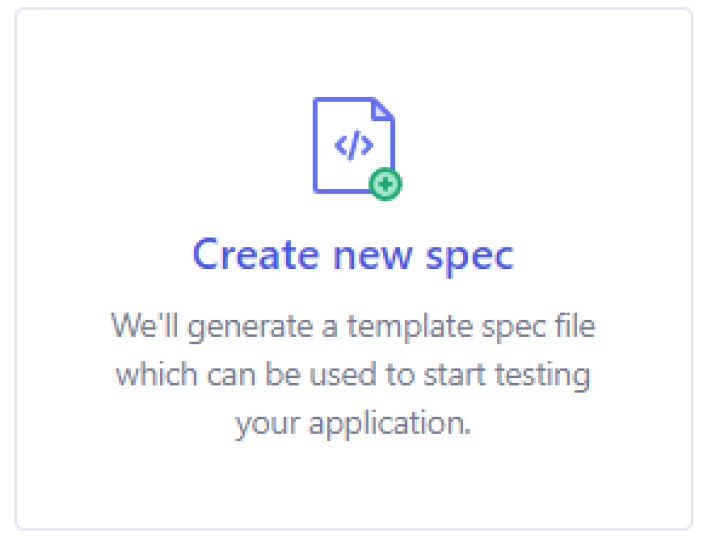 </>
Create new spec
We'll generate a template spec file
which can be used to start testing
your application.